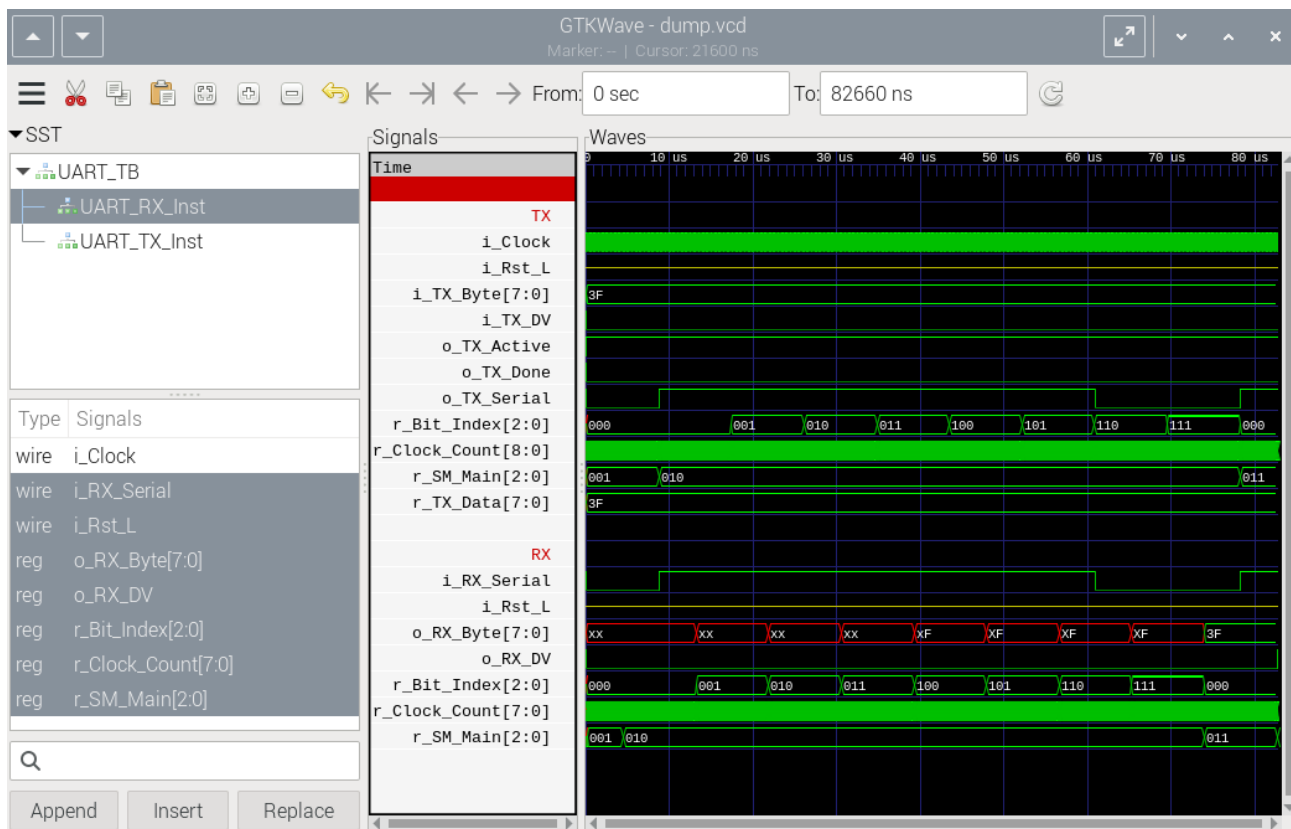 GTKWave - dump.vcd
Marker: -- | Cursor: 21600 ns
From: 0 sec To: 82660 ns
SST
UART_TB
UART_RX_Inst
UART_TX_Inst
Type Signals
wire i_Clock
wire i_RX_Serial
wire i_Rst_L
reg o_RX_Byte[7:0]
reg o_RX_DV
reg r_Bit_Index[2:0]
reg r_Clock_Count[7:0]
reg r_SM_Main[2:0]
Append Insert Replace
Signals
Waves
Time 0 10 us 20 us 30 us 40 us 50 us 60 us 70 us 80 us
TX
i_Clock
i_Rst_L
i_TX_Byte[7:0] 3F
i_TX_DV
o_TX_Active
o_TX_Done
o_TX_Serial
r_Bit_Index[2:0] 000 001 010 011 100 101 110 111 000
r_Clock_Count[8:0]
r_SM_Main[2:0] 001 010 011
r_TX_Data[7:0] 3F
RX
i_RX_Serial
i_Rst_L
o_RX_Byte[7:0] xx xx xx xx XF XF XF XF 3F
o_RX_DV
r_Bit_Index[2:0] 000 001 010 011 100 101 110 111 000
r_Clock_Count[7:0]
r_SM_Main[2:0] 001 010 011